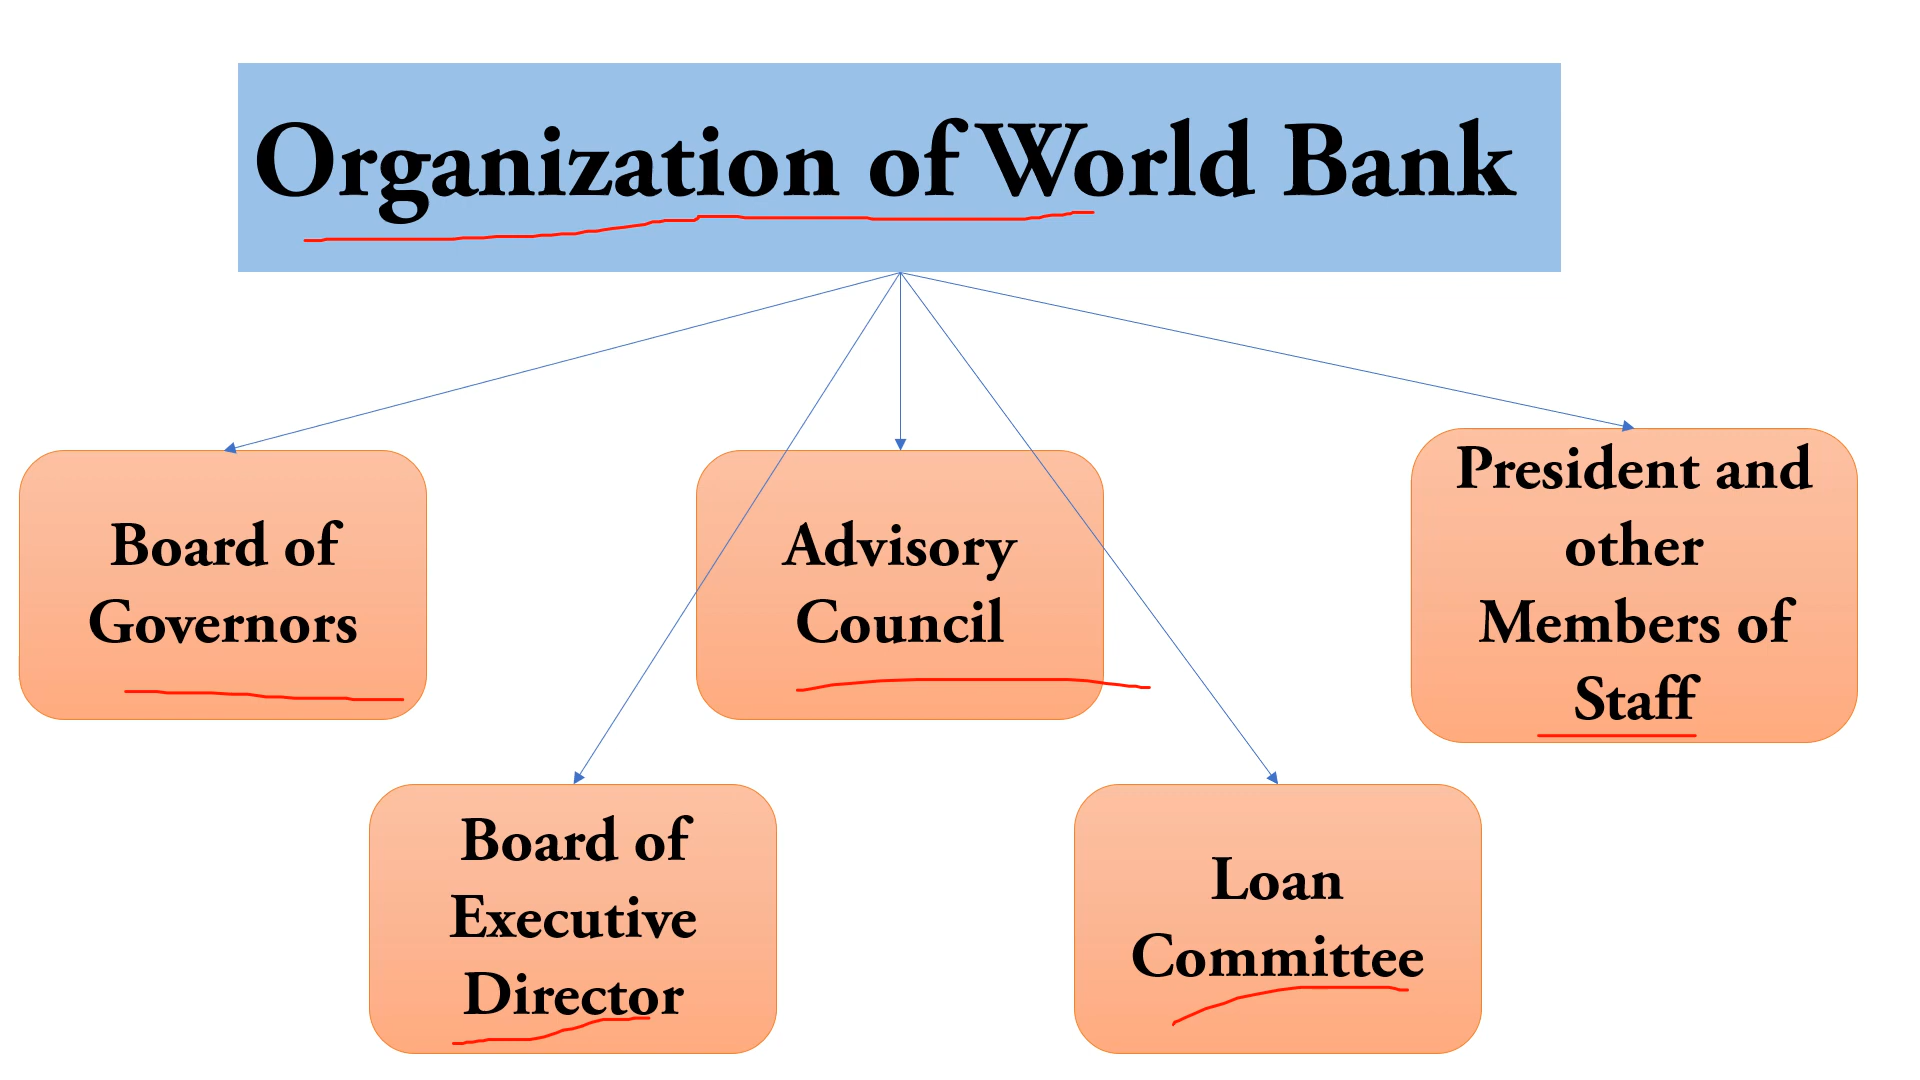 Organization of World Bank
Board of
Governors
Advisory
Council
President and
other
Members of
Staff
Board of
Executive
Director
Loan
Committee